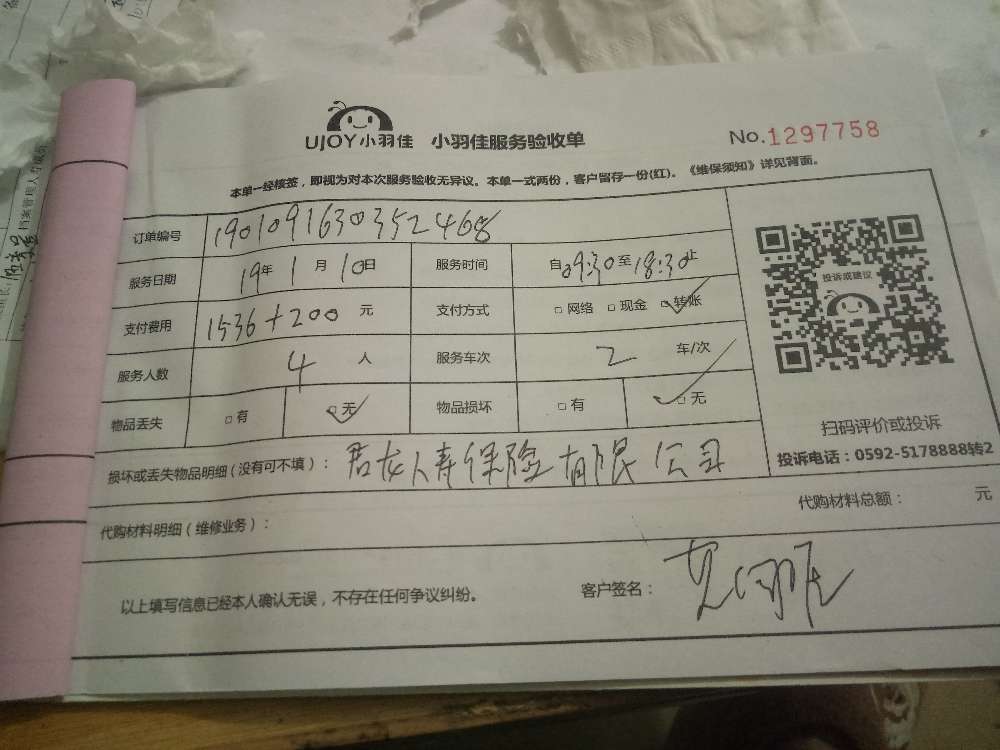 UJOY小羽佳 小羽佳服务验收单 No.1297758
本单一经核签，即视为对本次服务验收无异议。本单一式两份，客户留存一份(红)。《维保须知》详见背面。
订单编号 1901091630352468
服务日期 19年 1月 10日 服务时间 自09:30至18:30止
投诉或建议
支付费用 1536+200 元 支付方式 □网络 □现金 ☑转账
服务人数 4 人 服务车次 2 车/次
物品丢失 □有 ☑无 物品损坏 □有 ☑无
扫码评价或投诉
损坏或丢失物品明细(没有可不填)： 君龙人寿保险有限公司
投诉电话：0592-5178888转2
代购材料明细(维修业务)： 代购材料总额： 元
以上填写信息已经本人确认无误，不存在任何争议纠纷。 客户签名：